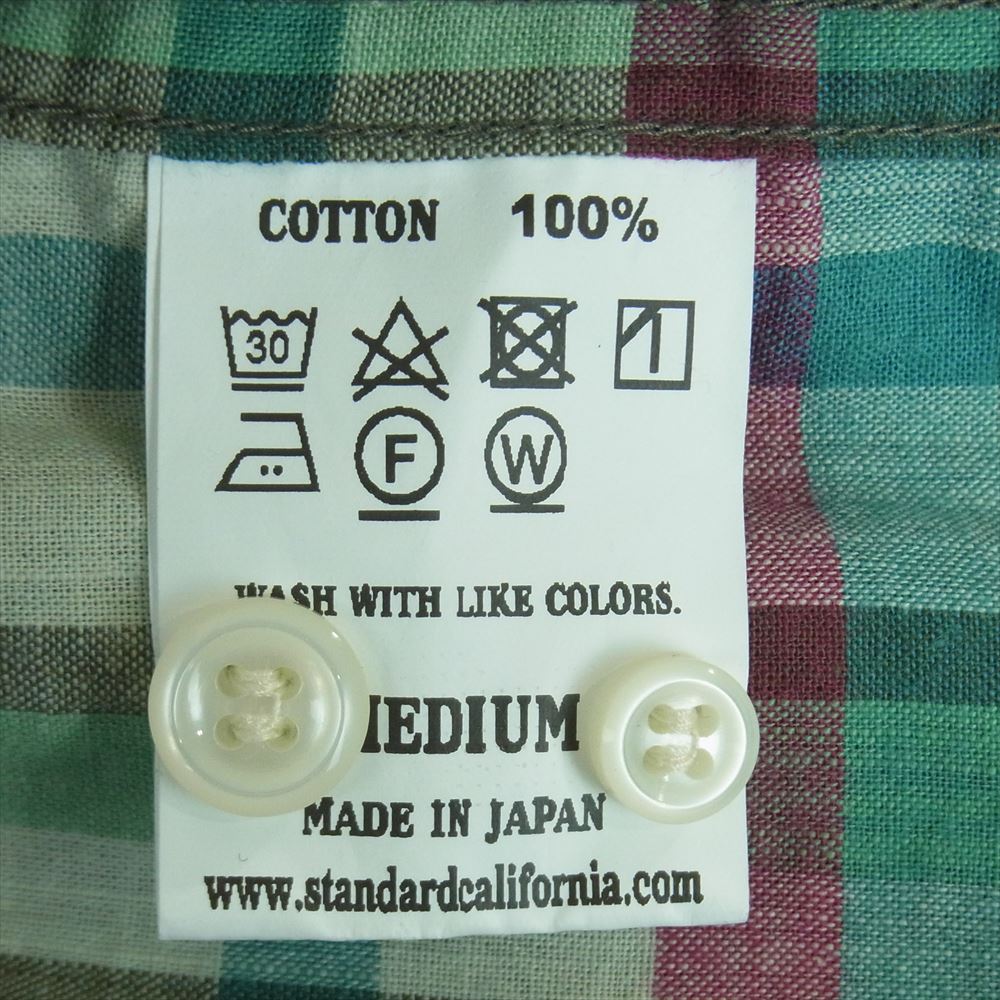 COTTON 100%
30
F W
WASH WITH LIKE COLORS.
MEDIUM
MADE IN JAPAN
www.standardcalifornia.com